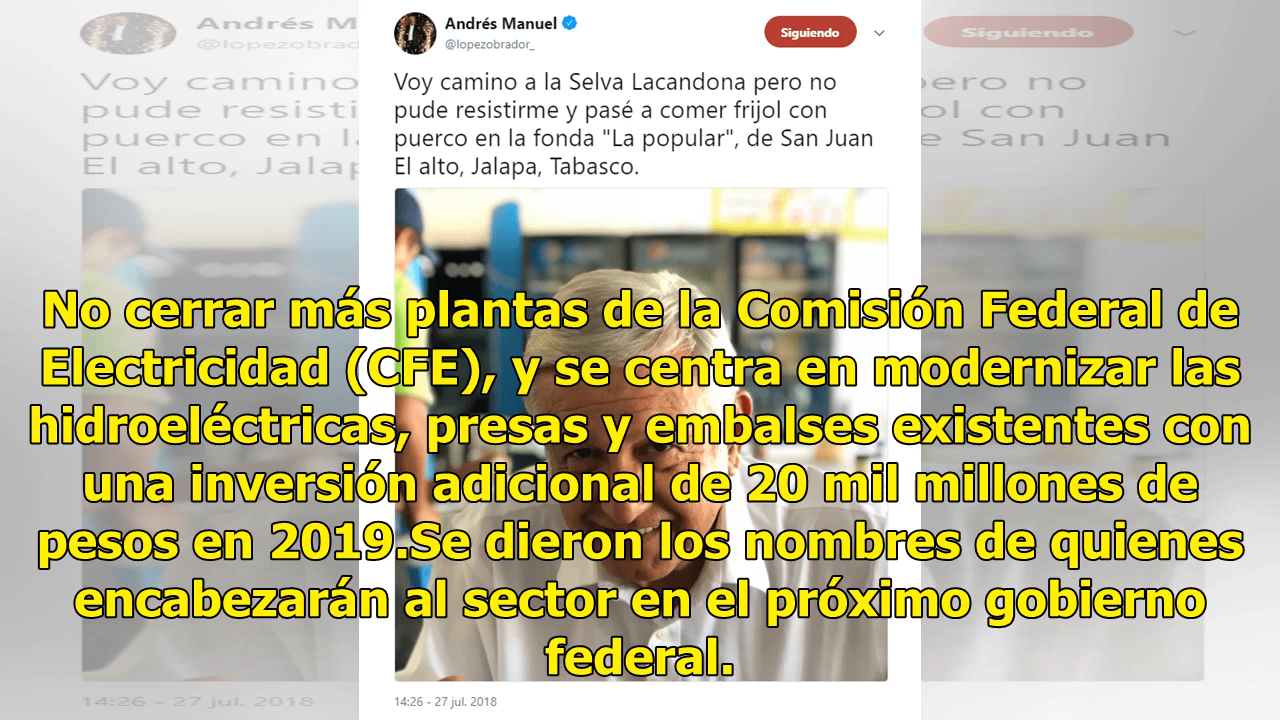 Andrés Manuel
@lopezobrador_
Siguiendo
Voy camino a la Selva Lacandona pero no
pude resistirme y pasé a comer frijol con
puerco en la fonda "La popular", de San Juan
El alto, Jalapa, Tabasco.
No cerrar más plantas de la Comisión Federal de
Electricidad (CFE), y se centra en modernizar las
hidroeléctricas, presas y embalses existentes con
una inversión adicional de 20 mil millones de
pesos en 2019.Se dieron los nombres de quienes
encabezarán al sector en el próximo gobierno
federal.
14:26 - 27 jul. 2018